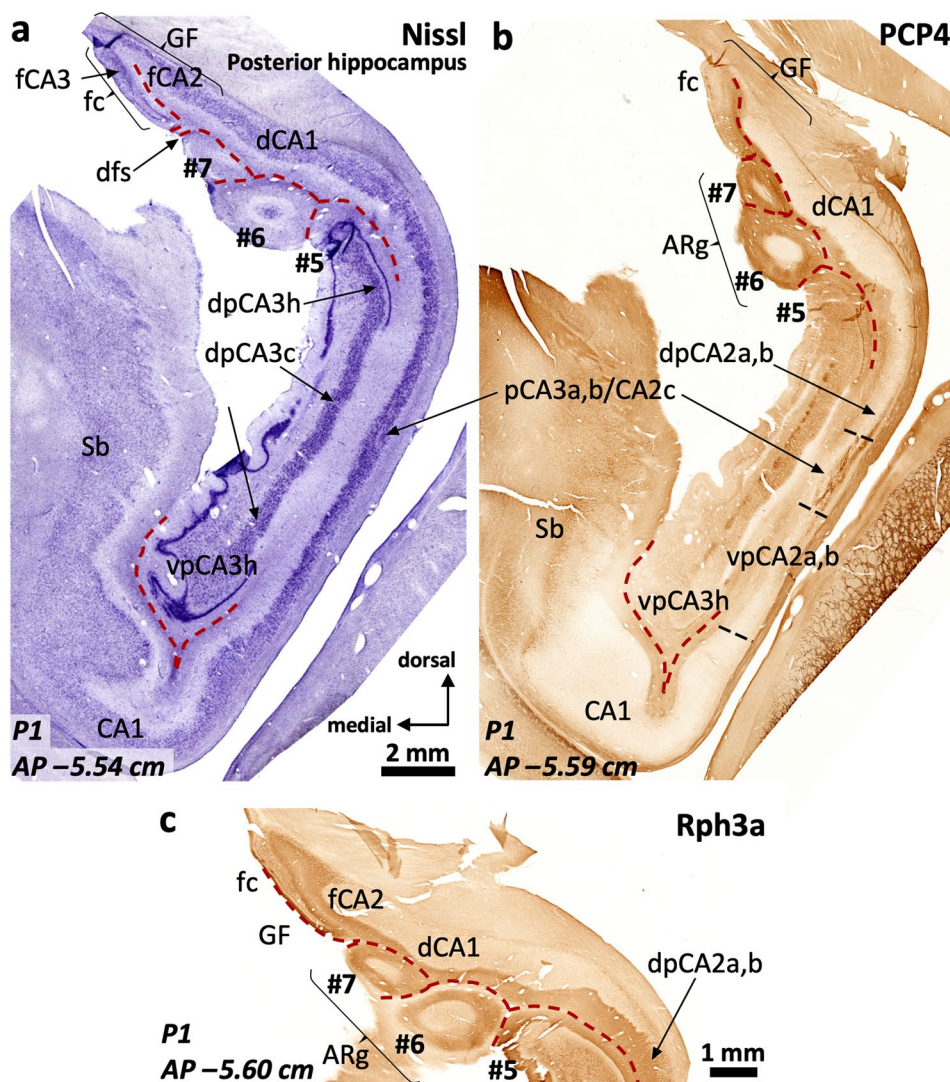 a
Nissl
Posterior hippocampus
GF
fCA3
fCA2
fc
dfs
dCA1
#7
#6
#5
dpCA3h
dpCA3c
pCA3a,b/CA2c
Sb
vpCA3h
CA1
dorsal
medial
P1
AP –5.54 cm
2 mm
b
PCP4
GF
fc
#7
dCA1
ARg
#6
#5
dpCA2a,b
Sb
vpCA2a,b
vpCA3h
CA1
P1
AP –5.59 cm
c
Rph3a
fc
fCA2
GF
dCA1
#7
dpCA2a,b
#6
ARg
#5
P1
AP –5.60 cm
1 mm